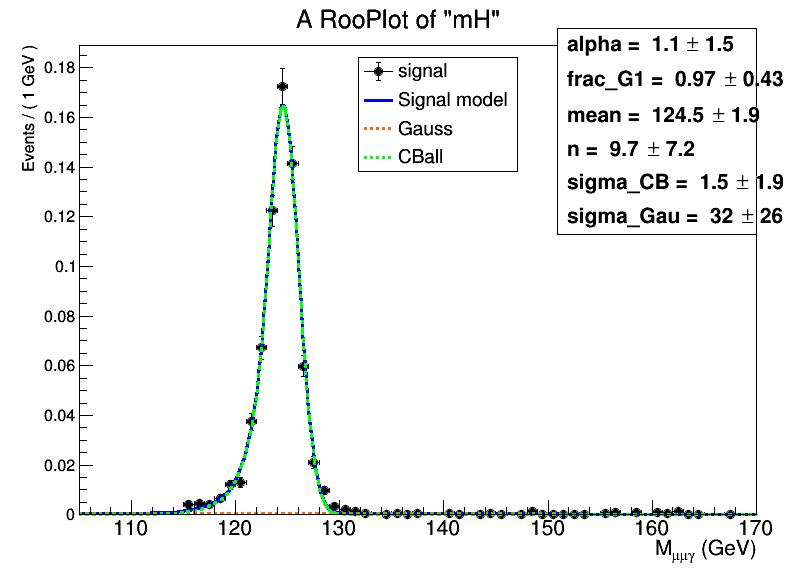 A RooPlot of "mH"
Events / ( 1 GeV )
0.18
0.16
0.14
0.12
0.1
0.08
0.06
0.04
0.02
0
signal
Signal model
Gauss
CBall
alpha = 1.1 ± 1.5
frac_G1 = 0.97 ± 0.43
mean = 124.5 ± 1.9
n = 9.7 ± 7.2
sigma_CB = 1.5 ± 1.9
sigma_Gau = 32 ± 26
110 120 130 140 150 160 170
M_μμγ (GeV)